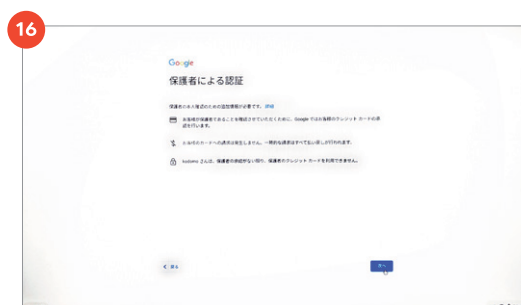 16
Google
保護者による認証
保護者の本人確認のための追加情報が必要です。詳細
お客様が保護者であることを確認させていただくために、Google ではお客様のクレジット カードの承
認を行います。
お客様のカードへの請求は発生しません。一時的な請求はすべて払い戻しが行われます。
さんは、保護者の承認がない限り、保護者のクレジット カードを利用できません。
戻る
次へ